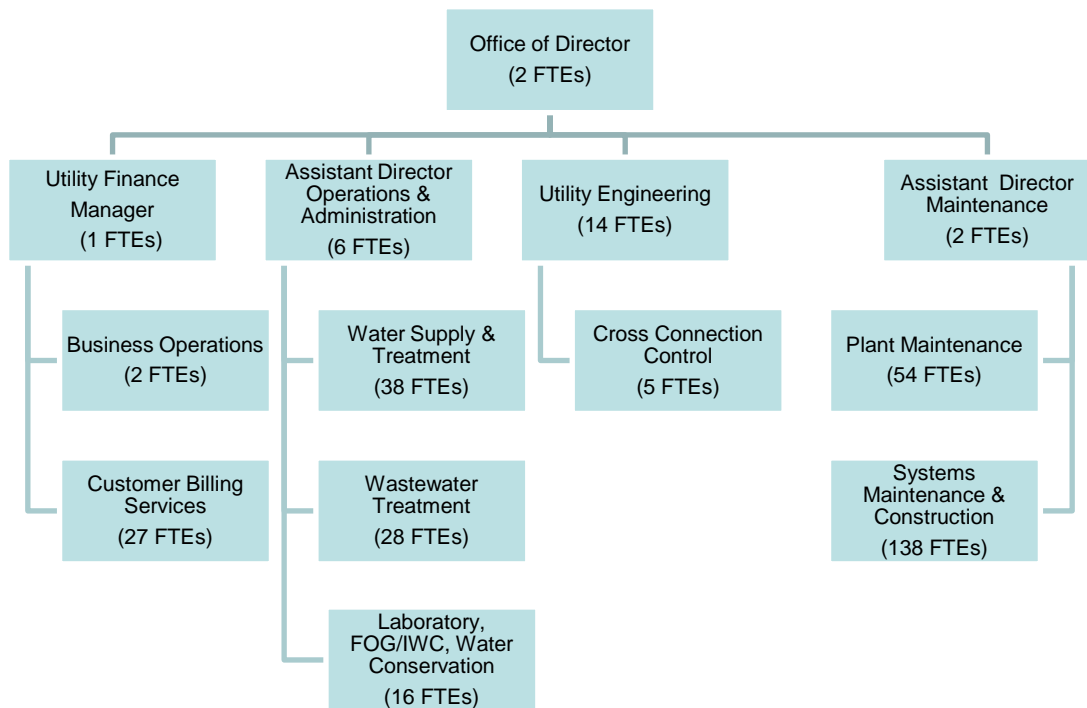 Office of Director
(2 FTEs)
Utility Finance
Manager
(1 FTEs)
Assistant Director
Operations &
Administration
(6 FTEs)
Utility Engineering
(14 FTEs)
Assistant Director
Maintenance
(2 FTEs)
Business Operations
(2 FTEs)
Water Supply &
Treatment
(38 FTEs)
Cross Connection
Control
(5 FTEs)
Plant Maintenance
(54 FTEs)
Customer Billing
Services
(27 FTEs)
Wastewater
Treatment
(28 FTEs)
Systems
Maintenance &
Construction
(138 FTEs)
Laboratory,
FOG/IWC, Water
Conservation
(16 FTEs)